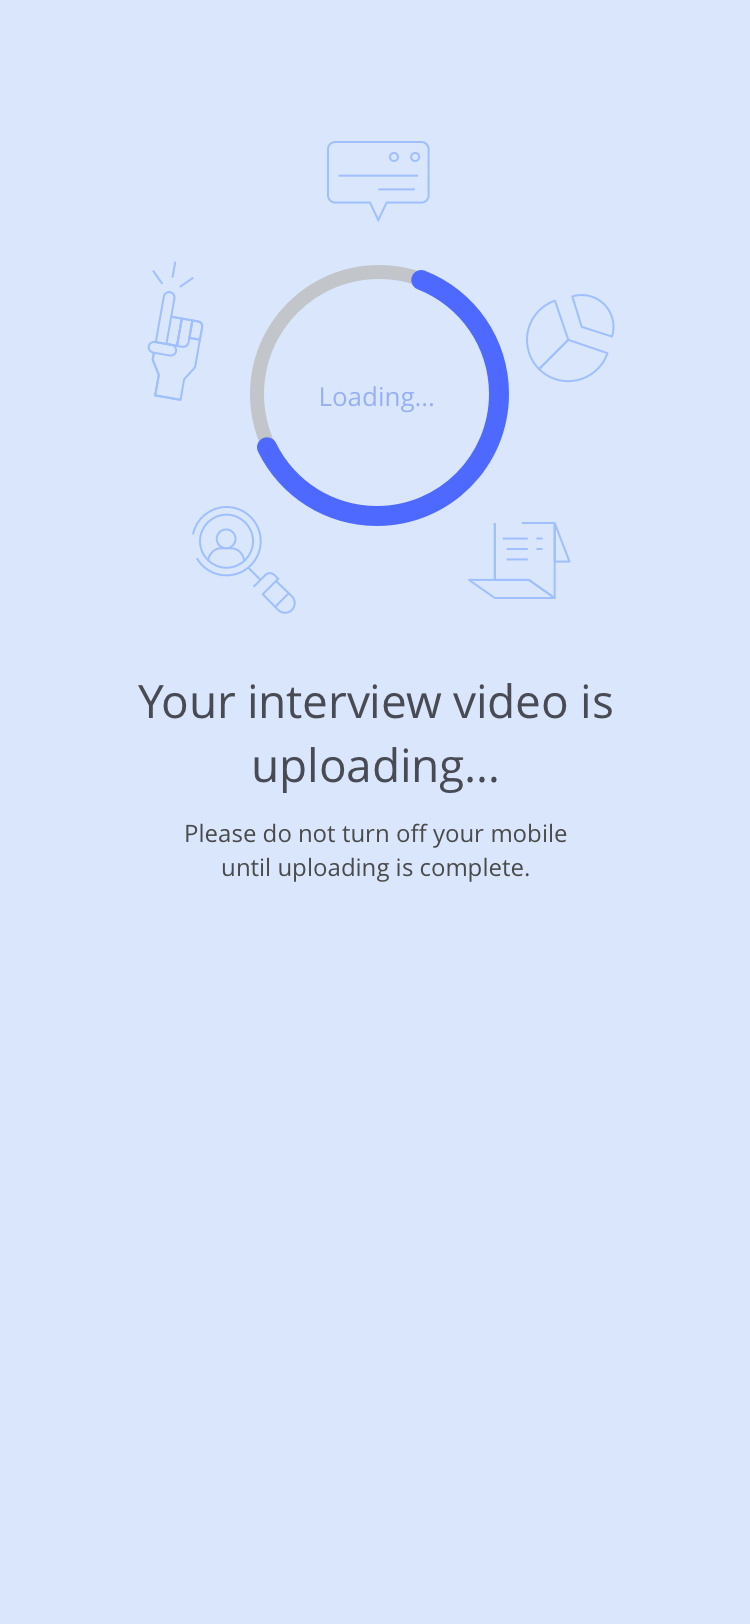 Loading...
Your interview video is
uploading...
Please do not turn off your mobile
until uploading is complete.